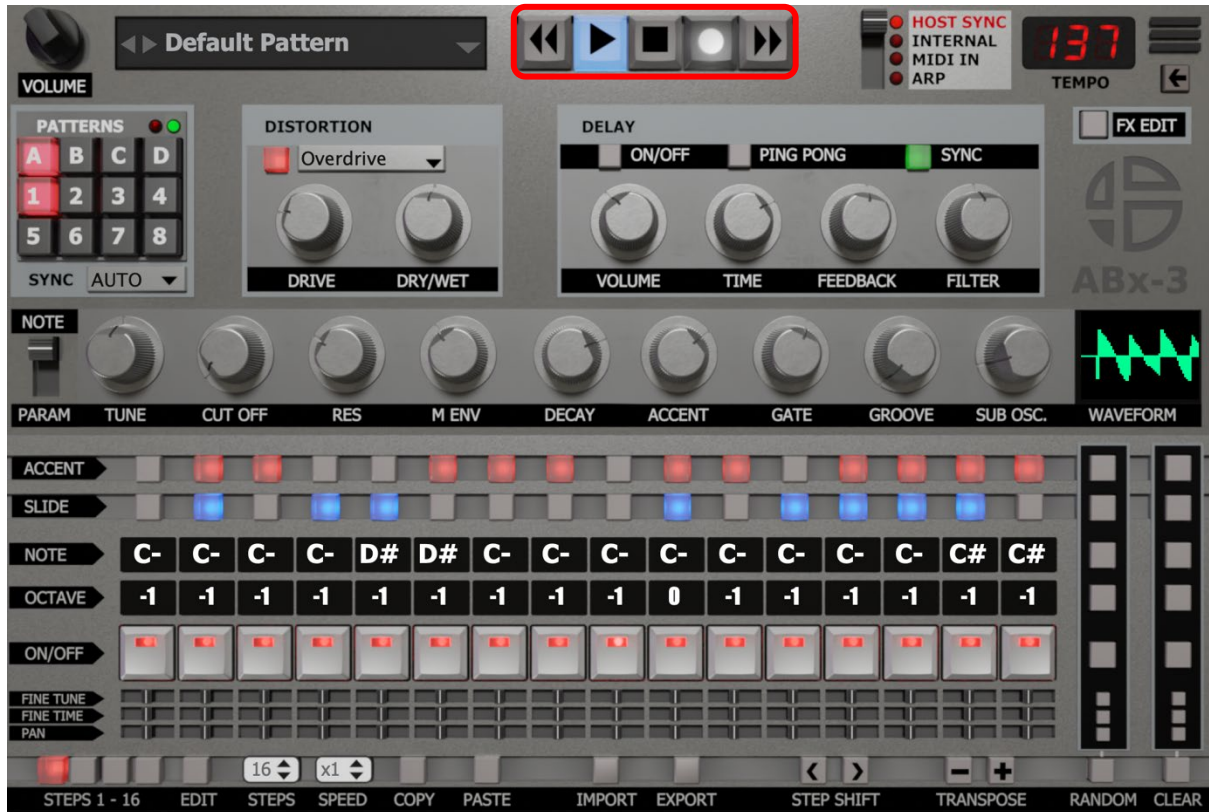 Default Pattern
HOST SYNC
INTERNAL
MIDI IN
ARP
137
TEMPO
VOLUME
PATTERNS
A B C D
1 2 3 4
5 6 7 8
SYNC AUTO
DISTORTION
Overdrive
DRIVE DRY/WET
DELAY
ON/OFF PING PONG SYNC
VOLUME TIME FEEDBACK FILTER
FX EDIT
ABx-3
NOTE
PARAM TUNE CUT OFF RES M ENV DECAY ACCENT GATE GROOVE SUB OSC. WAVEFORM
ACCENT
SLIDE
NOTE C- C- C- C- D# D# C- C- C- C- C- C- C- C- C# C#
OCTAVE -1 -1 -1 -1 -1 -1 -1 -1 -1 0 -1 -1 -1 -1 -1 -1
ON/OFF
FINE TUNE
FINE TIME
PAN
16 x1
STEPS 1 - 16 EDIT STEPS SPEED COPY PASTE IMPORT EXPORT STEP SHIFT TRANSPOSE RANDOM CLEAR